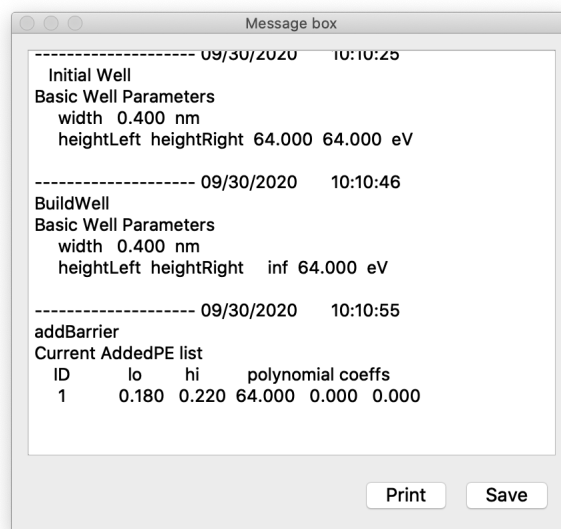 Message box
-------------------- 09/30/2020 10:10:25
Initial Well
Basic Well Parameters
width 0.400 nm
heightLeft heightRight 64.000 64.000 eV
-------------------- 09/30/2020 10:10:46
BuildWell
Basic Well Parameters
width 0.400 nm
heightLeft heightRight inf 64.000 eV
-------------------- 09/30/2020 10:10:55
addBarrier
Current AddedPE list
ID lo hi polynomial coeffs
1 0.180 0.220 64.000 0.000 0.000
Print Save